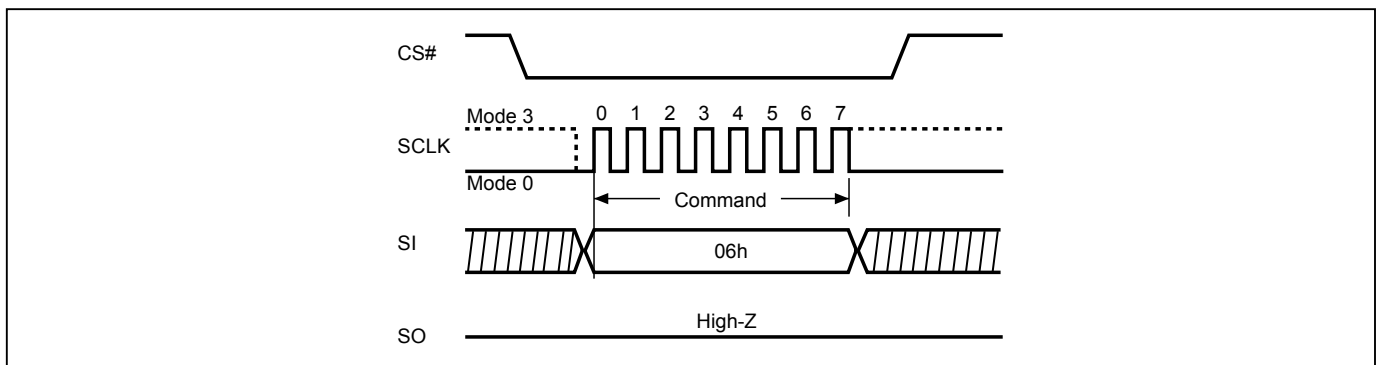 CS#
Mode 3
0 1 2 3 4 5 6 7
SCLK
Mode 0
Command
SI
06h
High-Z
SO